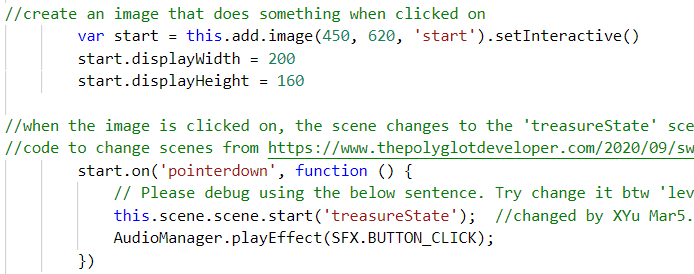 //create an image that does something when clicked on
var start = this.add.image(450, 620, 'start').setInteractive()
start.displayWidth = 200
start.displayHeight = 160
//when the image is clicked on, the scene changes to the 'treasureState' sce
//code to change scenes from https://www.thepolyglotdeveloper.com/2020/09/sw
start.on('pointerdown', function () {
// Please debug using the below sentence. Try change it btw 'lev
this.scene.scene.start('treasureState');  //changed by XYu Mar5.
AudioManager.playEffect(SFX.BUTTON_CLICK);
})